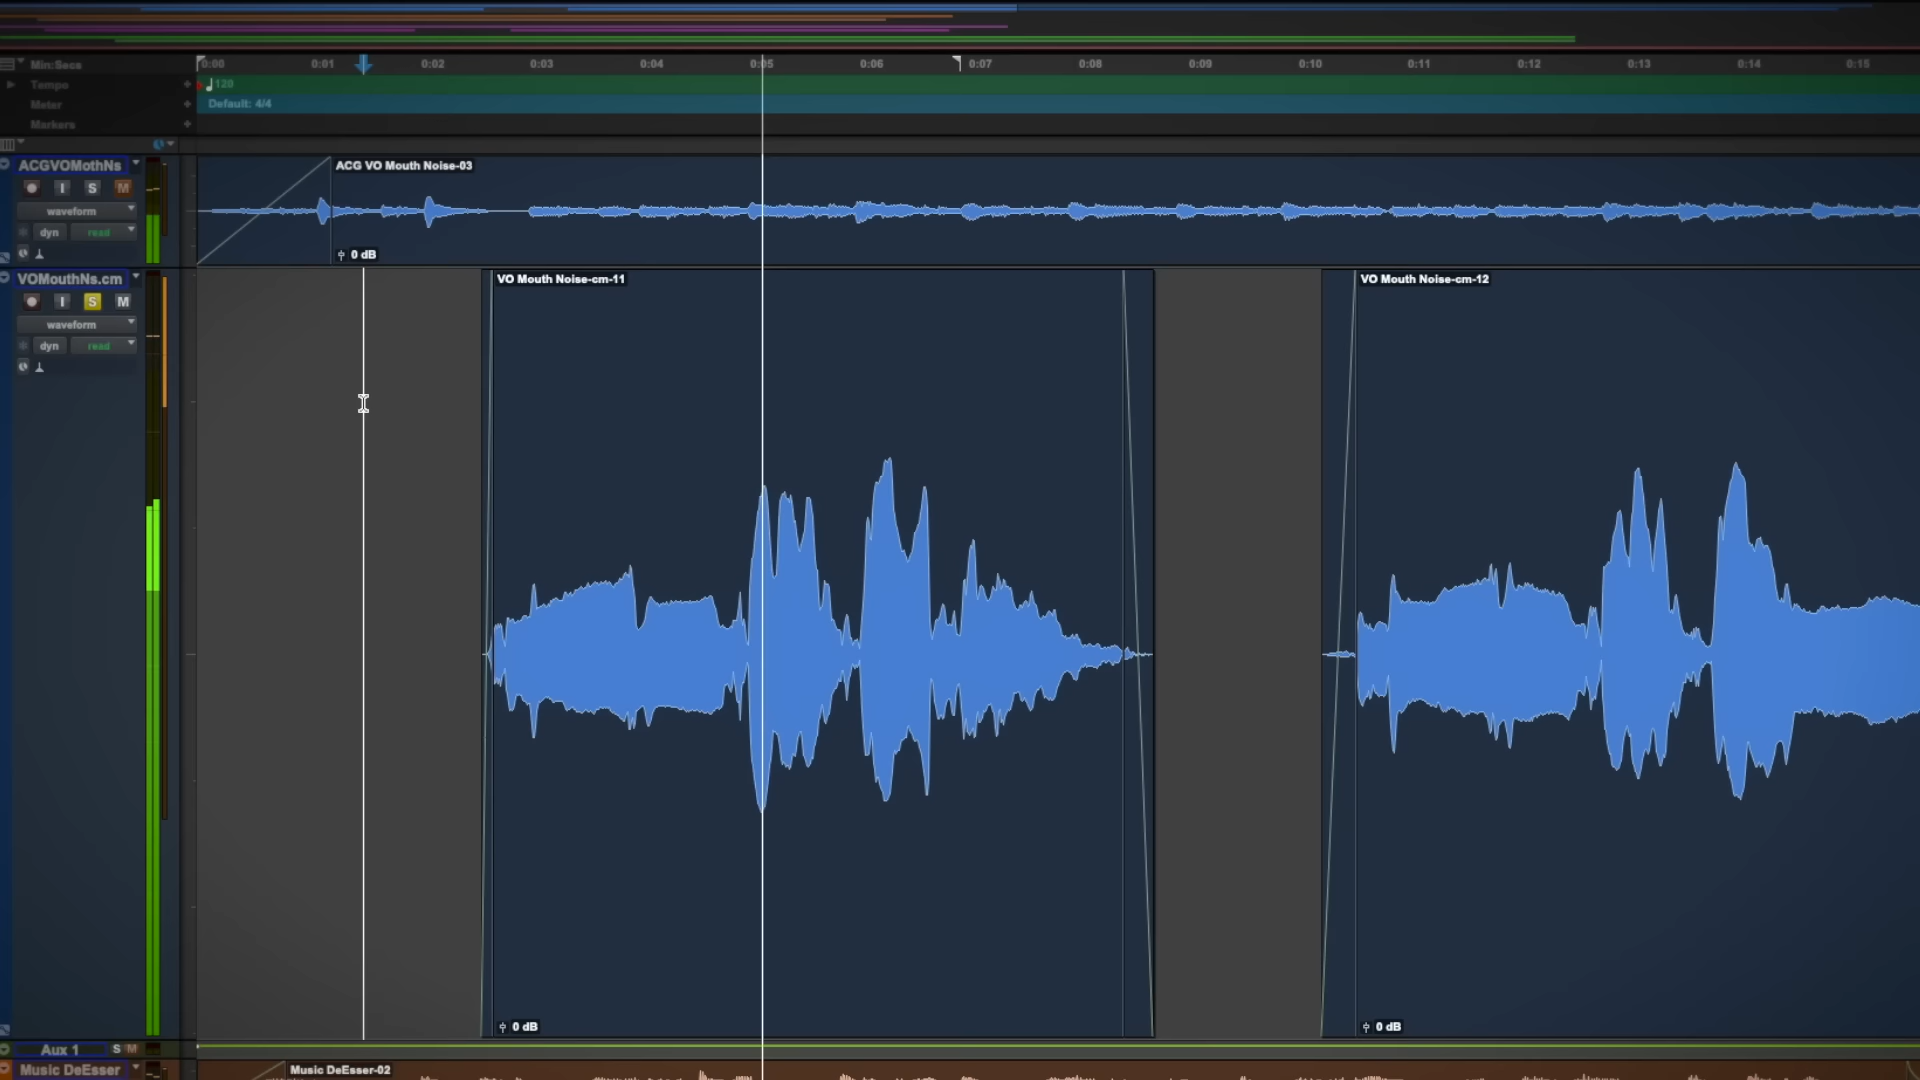 Min:Secs
0:00 0:01 0:02 0:03 0:04 0:05 0:06 0:07 0:08 0:09 0:10 0:11 0:12 0:13 0:14 0:15
Tempo
120
Meter
Default: 4/4
Markers
ACGVOMothNs
I S M
waveform
dyn read
ACG VO Mouth Noise-03
0 dB
VOMouthNs.cm
I S M
waveform
dyn read
VO Mouth Noise-cm-11
0 dB
VO Mouth Noise-cm-12
0 dB
Aux 1 S M
Music DeEsser
Music DeEsser-02